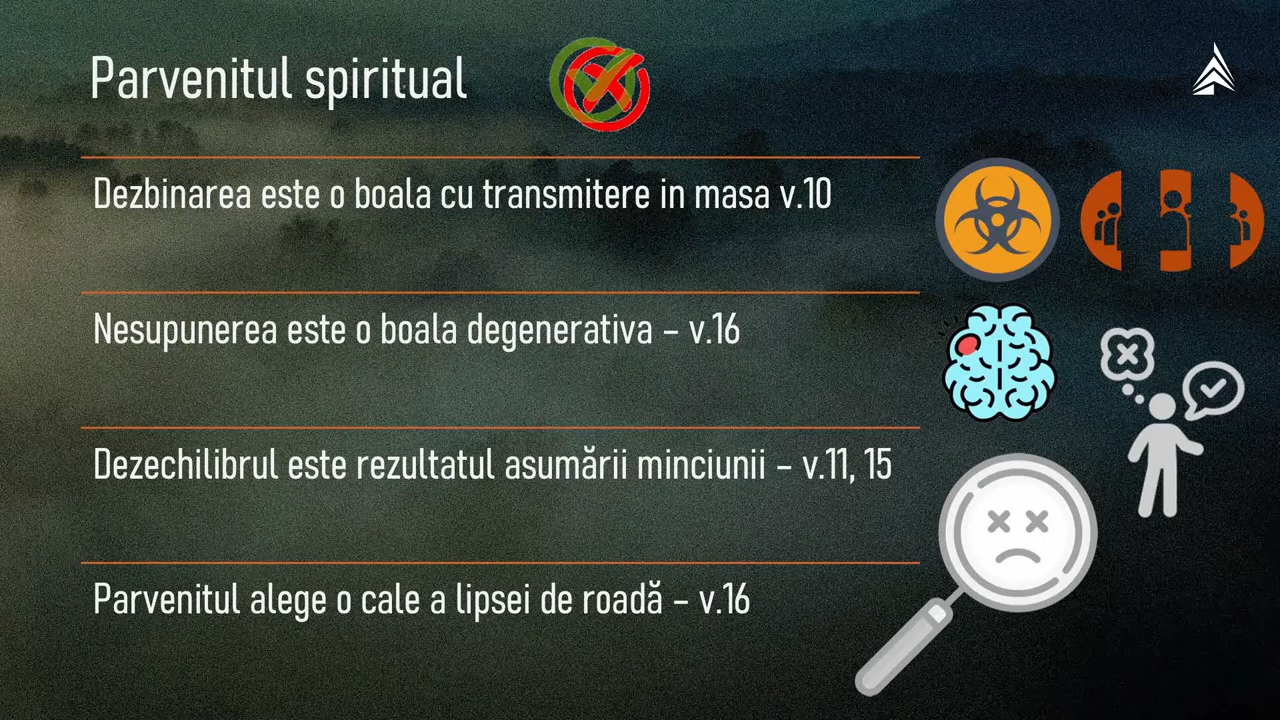 Parvenitul spiritual
Dezbinarea este o boala cu transmitere in masa v.10
Nesupunerea este o boala degenerativa – v.16
Dezechilibrul este rezultatul asumării minciunii – v.11, 15
Parvenitul alege o cale a lipsei de roadă – v.16